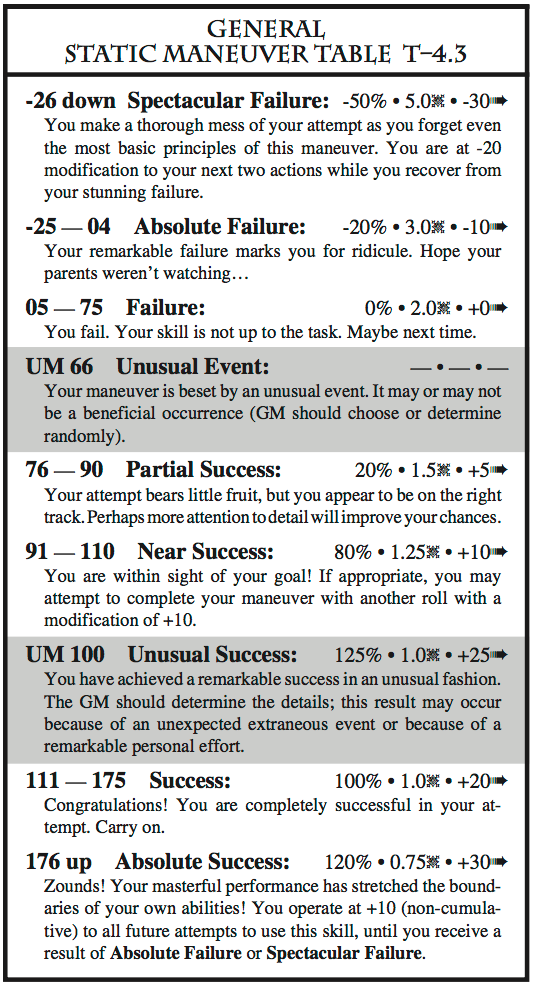 GENERAL
STATIC MANEUVER TABLE T–4.3
-26 down Spectacular Failure: -50% • 5.0※ • -30➠
You make a thorough mess of your attempt as you forget even
the most basic principles of this maneuver. You are at -20
modification to your next two actions while you recover from
your stunning failure.
-25 — 04 Absolute Failure: -20% • 3.0※ • -10➠
Your remarkable failure marks you for ridicule. Hope your
parents weren’t watching…
05 — 75 Failure: 0% • 2.0※ • +0➠
You fail. Your skill is not up to the task. Maybe next time.
UM 66 Unusual Event: — • — • —
Your maneuver is beset by an unusual event. It may or may not
be a beneficial occurrence (GM should choose or determine
randomly).
76 — 90 Partial Success: 20% • 1.5※ • +5➠
Your attempt bears little fruit, but you appear to be on the right
track. Perhaps more attention to detail will improve your chances.
91 — 110 Near Success: 80% • 1.25※ • +10➠
You are within sight of your goal! If appropriate, you may
attempt to complete your maneuver with another roll with a
modification of +10.
UM 100 Unusual Success: 125% • 1.0※ • +25➠
You have achieved a remarkable success in an unusual fashion.
The GM should determine the details; this result may occur
because of an unexpected extraneous event or because of a
remarkable personal effort.
111 — 175 Success: 100% • 1.0※ • +20➠
Congratulations! You are completely successful in your at-
tempt. Carry on.
176 up Absolute Success: 120% • 0.75※ • +30➠
Zounds! Your masterful performance has stretched the bound-
aries of your own abilities! You operate at +10 (non-cumula-
tive) to all future attempts to use this skill, until you receive a
result of Absolute Failure or Spectacular Failure.